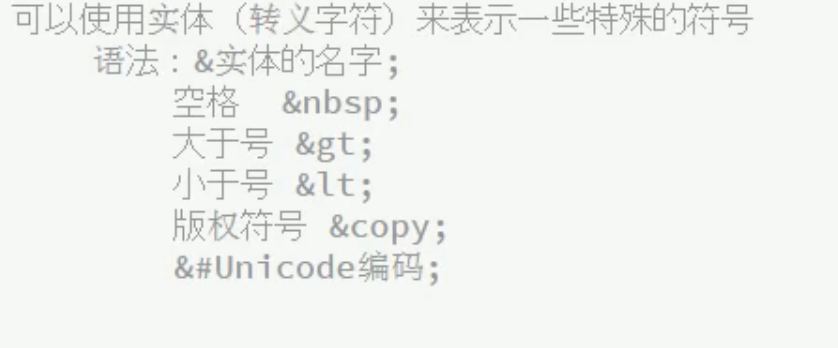 可以使用实体（转义字符）来表示一些特殊的符号
语法：&实体的名字;
空格  &nbsp;
大于号 &gt;
小于号 &lt;
版权符号 &copy;
&#Unicode编码;